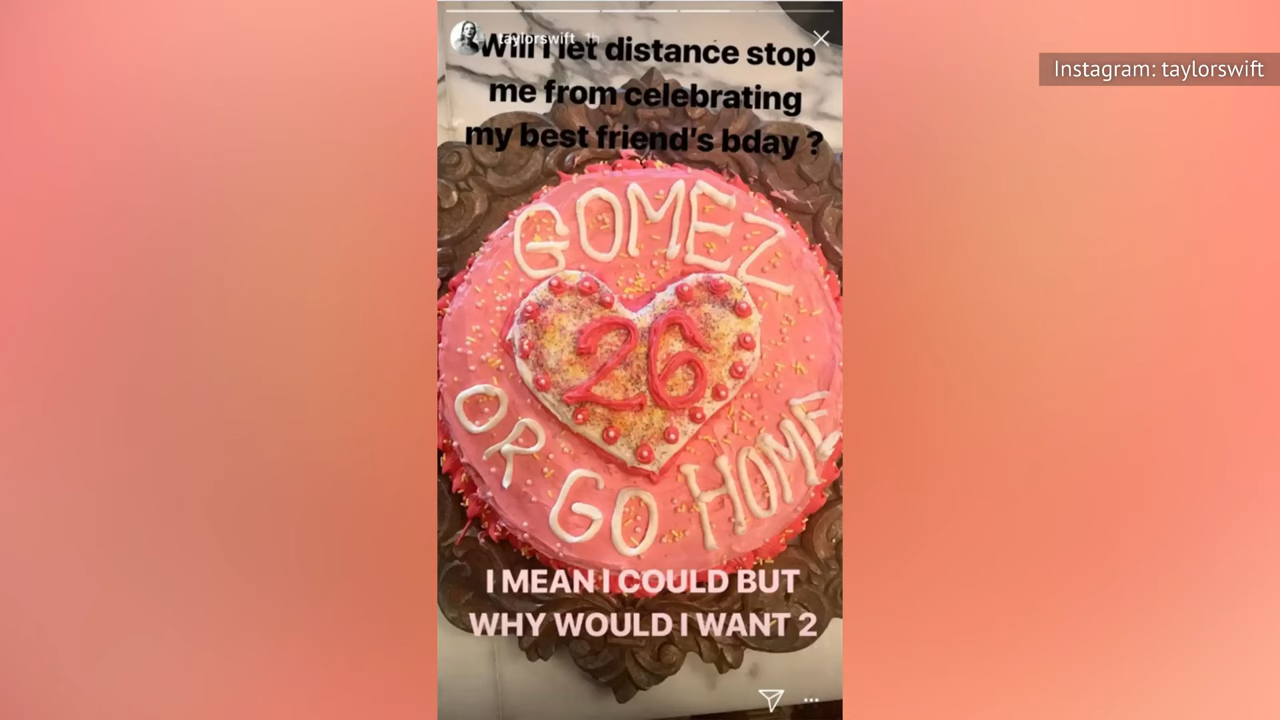 Instagram: taylorswift
taylorswift 1h
Will I let distance stop
me from celebrating
my best friend's bday ?
GOMEZ
26
OR GO HOME
I MEAN I COULD BUT
WHY WOULD I WANT 2